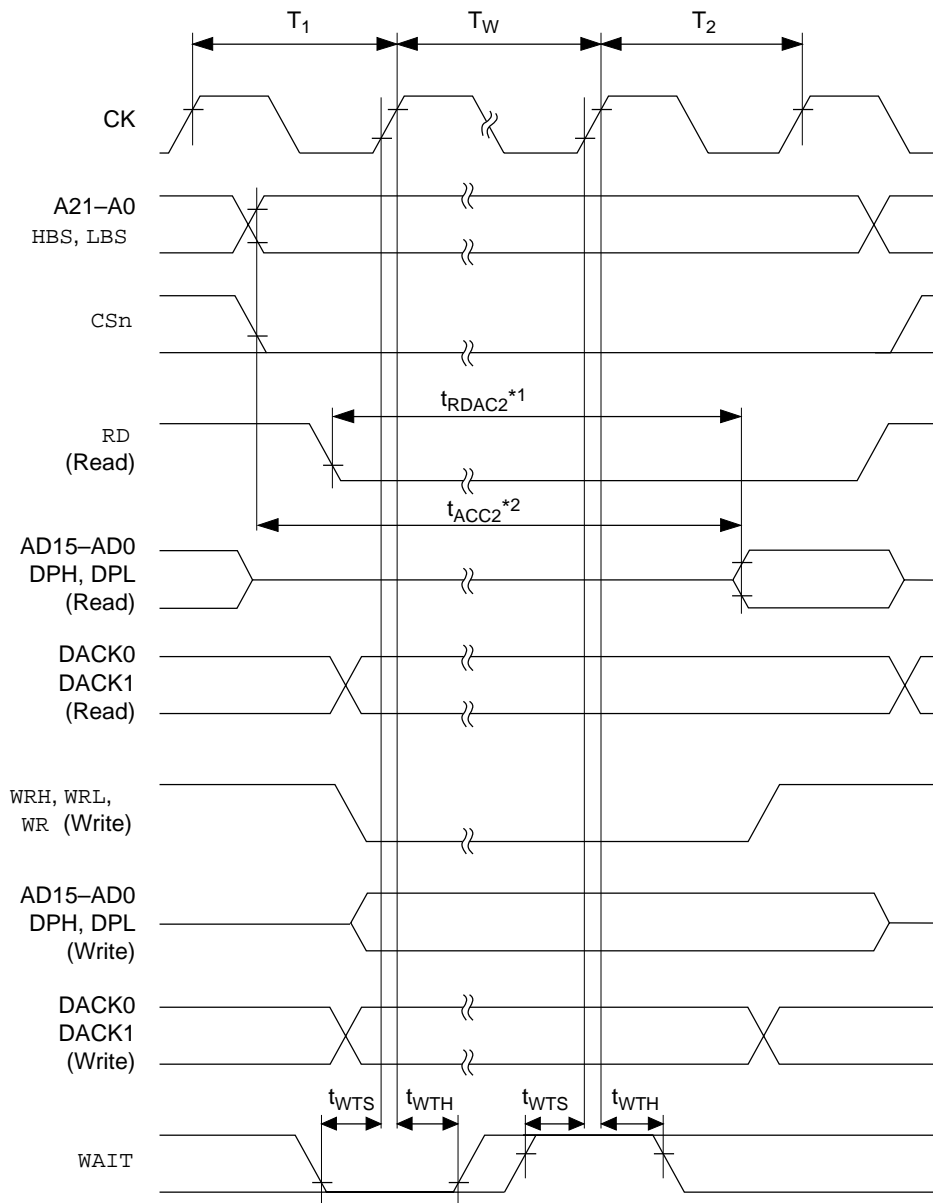 T1 TW T2
CK
A21–A0
HBS, LBS
CSn
tRDAC2*1
RD
(Read)
tACC2*2
AD15–AD0
DPH, DPL
(Read)
DACK0
DACK1
(Read)
WRH, WRL,
WR (Write)
AD15–AD0
DPH, DPL
(Write)
DACK0
DACK1
(Write)
tWTS tWTH tWTS tWTH
WAIT